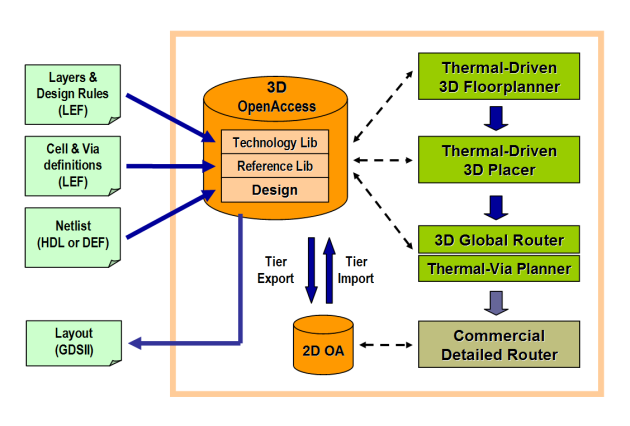 Layers &
Design Rules
(LEF)
Cell & Via
definitions
(LEF)
Netlist
(HDL or DEF)
Layout
(GDSII)
3D
OpenAccess
Technology Lib
Reference Lib
Design
Tier
Export
Tier
Import
2D OA
Thermal-Driven
3D Floorplanner
Thermal-Driven
3D Placer
3D Global Router
Thermal-Via Planner
Commercial
Detailed Router